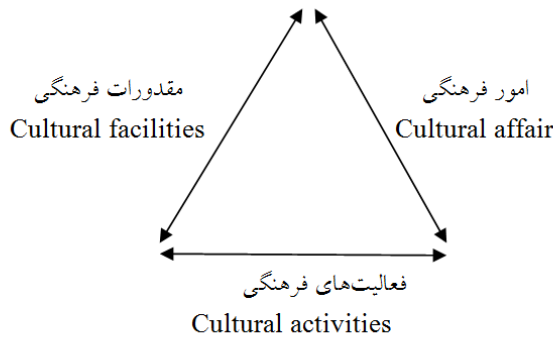 مقدورات فرهنگی
Cultural facilities
امور فرهنگی
Cultural affair
فعالیت‌های فرهنگی
Cultural activities